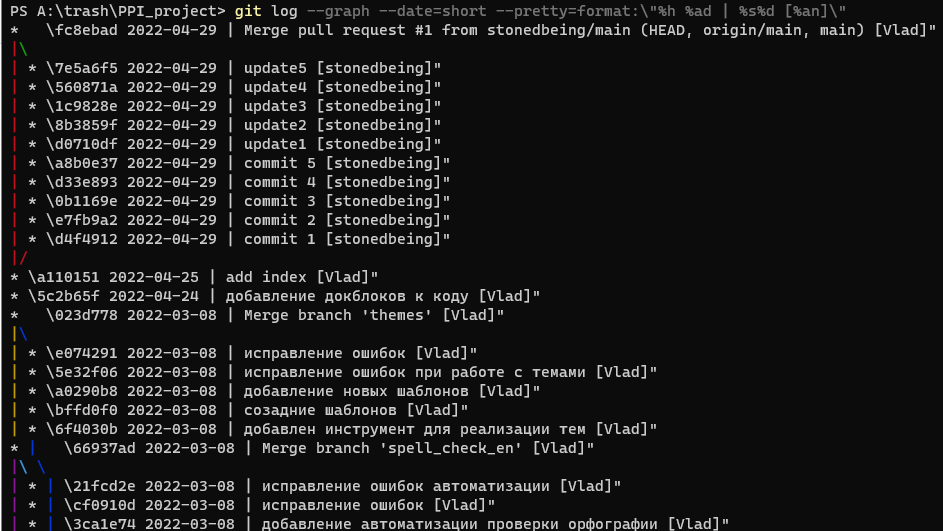 PS A:\trash\PPI_project> git log --graph --date=short --pretty=format:\"%h %ad | %s%d [%an]\"
*   \fc8ebad 2022-04-29 | Merge pull request #1 from stonedbeing/main (HEAD, origin/main, main) [Vlad]"
|\
| * \7e5a6f5 2022-04-29 | update5 [stonedbeing]"
| * \560871a 2022-04-29 | update4 [stonedbeing]"
| * \1c9828e 2022-04-29 | update3 [stonedbeing]"
| * \8b3859f 2022-04-29 | update2 [stonedbeing]"
| * \d0710df 2022-04-29 | update1 [stonedbeing]"
| * \a8b0e37 2022-04-29 | commit 5 [stonedbeing]"
| * \d33e893 2022-04-29 | commit 4 [stonedbeing]"
| * \0b1169e 2022-04-29 | commit 3 [stonedbeing]"
| * \e7fb9a2 2022-04-29 | commit 2 [stonedbeing]"
| * \d4f4912 2022-04-29 | commit 1 [stonedbeing]"
|/
* \a110151 2022-04-25 | add index [Vlad]"
* \5c2b65f 2022-04-24 | добавление докблоков к коду [Vlad]"
*   \023d778 2022-03-08 | Merge branch 'themes' [Vlad]"
|\
| * \e074291 2022-03-08 | исправление ошибок [Vlad]"
| * \5e32f06 2022-03-08 | исправление ошибок при работе с темами [Vlad]"
| * \a0290b8 2022-03-08 | добавление новых шаблонов [Vlad]"
| * \bffd0f0 2022-03-08 | созадние шаблонов [Vlad]"
| * \6f4030b 2022-03-08 | добавлен инструмент для реализации тем [Vlad]"
* |   \66937ad 2022-03-08 | Merge branch 'spell_check_en' [Vlad]"
|\ \
| * | \21fcd2e 2022-03-08 | исправление ошибок автоматизации [Vlad]"
| * | \cf0910d 2022-03-08 | исправление ошибок [Vlad]"
| * | \3ca1e74 2022-03-08 | добавление автоматизации проверки орфографии [Vlad]"